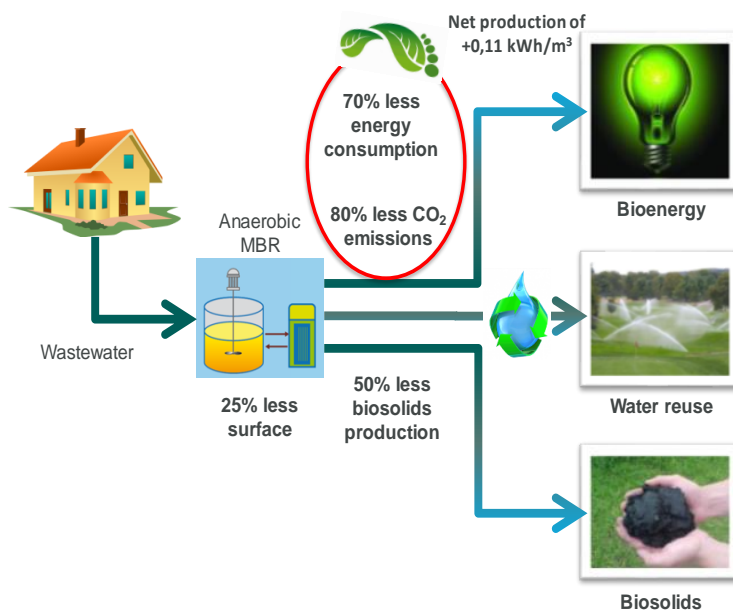 Net production of
+0,11 kWh/m³
70% less
energy
consumption
80% less CO₂
emissions
Bioenergy
Anaerobic
MBR
Wastewater
25% less
surface
50% less
biosolids
production
Water reuse
Biosolids